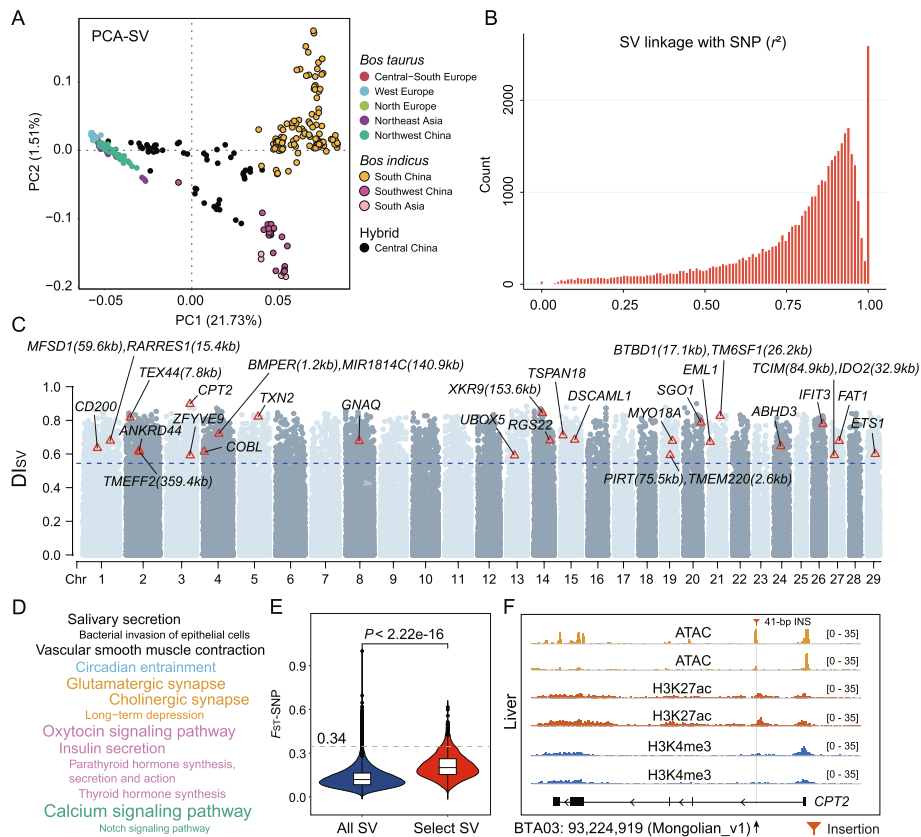 A
PCA-SV
PC2 (1.51%)
0.1
0.0
−0.1
−0.2
−0.05
0.00
0.05
PC1 (21.73%)
Bos taurus
Central−South Europe
West Europe
North Europe
Northeast Asia
Northwest China
Bos indicus
South China
Southwest China
South Asia
Hybrid
Central China
B
SV linkage with SNP (r²)
Count
2000
1000
0
0.00
0.25
0.50
0.75
1.00
C
MFSD1(59.6kb),RARRES1(15.4kb)
TEX44(7.8kb)
CD200
ANKRD44
TMEFF2(359.4kb)
CPT2
ZFYVE9
BMPER(1.2kb),MIR1814C(140.9kb)
COBL
TXN2
GNAQ
XKR9(153.6kb)
UBOX5
RGS22
TSPAN18
DSCAML1
BTBD1(17.1kb),TM6SF1(26.2kb)
EML1
SGO1
MYO18A
PIRT(75.5kb),TMEM220(2.6kb)
TCIM(84.9kb),IDO2(32.9kb)
IFIT3
FAT1
ABHD3
ETS1
DISV
1.0
0.8
0.6
0.4
0.2
0.0
Chr 1 2 3 4 5 6 7 8 9 10 11 12 13 14 15 16 17 18 19 20 21 22 23 24 25 26 27 28 29
D
Salivary secretion
Bacterial invasion of epithelial cells
Vascular smooth muscle contraction
Circadian entrainment
Glutamatergic synapse
Cholinergic synapse
Long−term depression
Oxytocin signaling pathway
Insulin secretion
Parathyroid hormone synthesis,
secretion and action
Thyroid hormone synthesis
Calcium signaling pathway
Notch signaling pathway
E
P < 2.22e-16
FST-SNP
0.9
0.6
0.34
0.3
0.0
All SV
Select SV
F
41-bp INS
Liver
ATAC [0 - 35]
ATAC [0 - 35]
H3K27ac [0 - 35]
H3K27ac [0 - 35]
H3K4me3 [0 - 35]
H3K4me3 [0 - 35]
CPT2
BTA03: 93,224,919 (Mongolian_v1)
Insertion